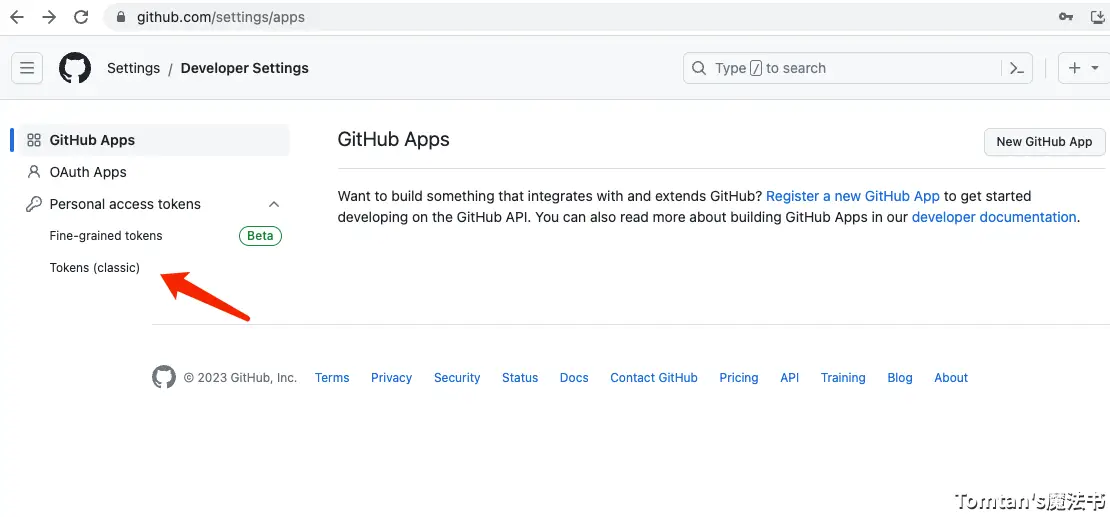 github.com/settings/apps
Settings / Developer Settings
Type / to search
GitHub Apps
OAuth Apps
Personal access tokens
Fine-grained tokens Beta
Tokens (classic)
GitHub Apps
New GitHub App
Want to build something that integrates with and extends GitHub? Register a new GitHub App to get started
developing on the GitHub API. You can also read more about building GitHub Apps in our developer documentation.
© 2023 GitHub, Inc. Terms Privacy Security Status Docs Contact GitHub Pricing API Training Blog About
Tomtan's魔法书